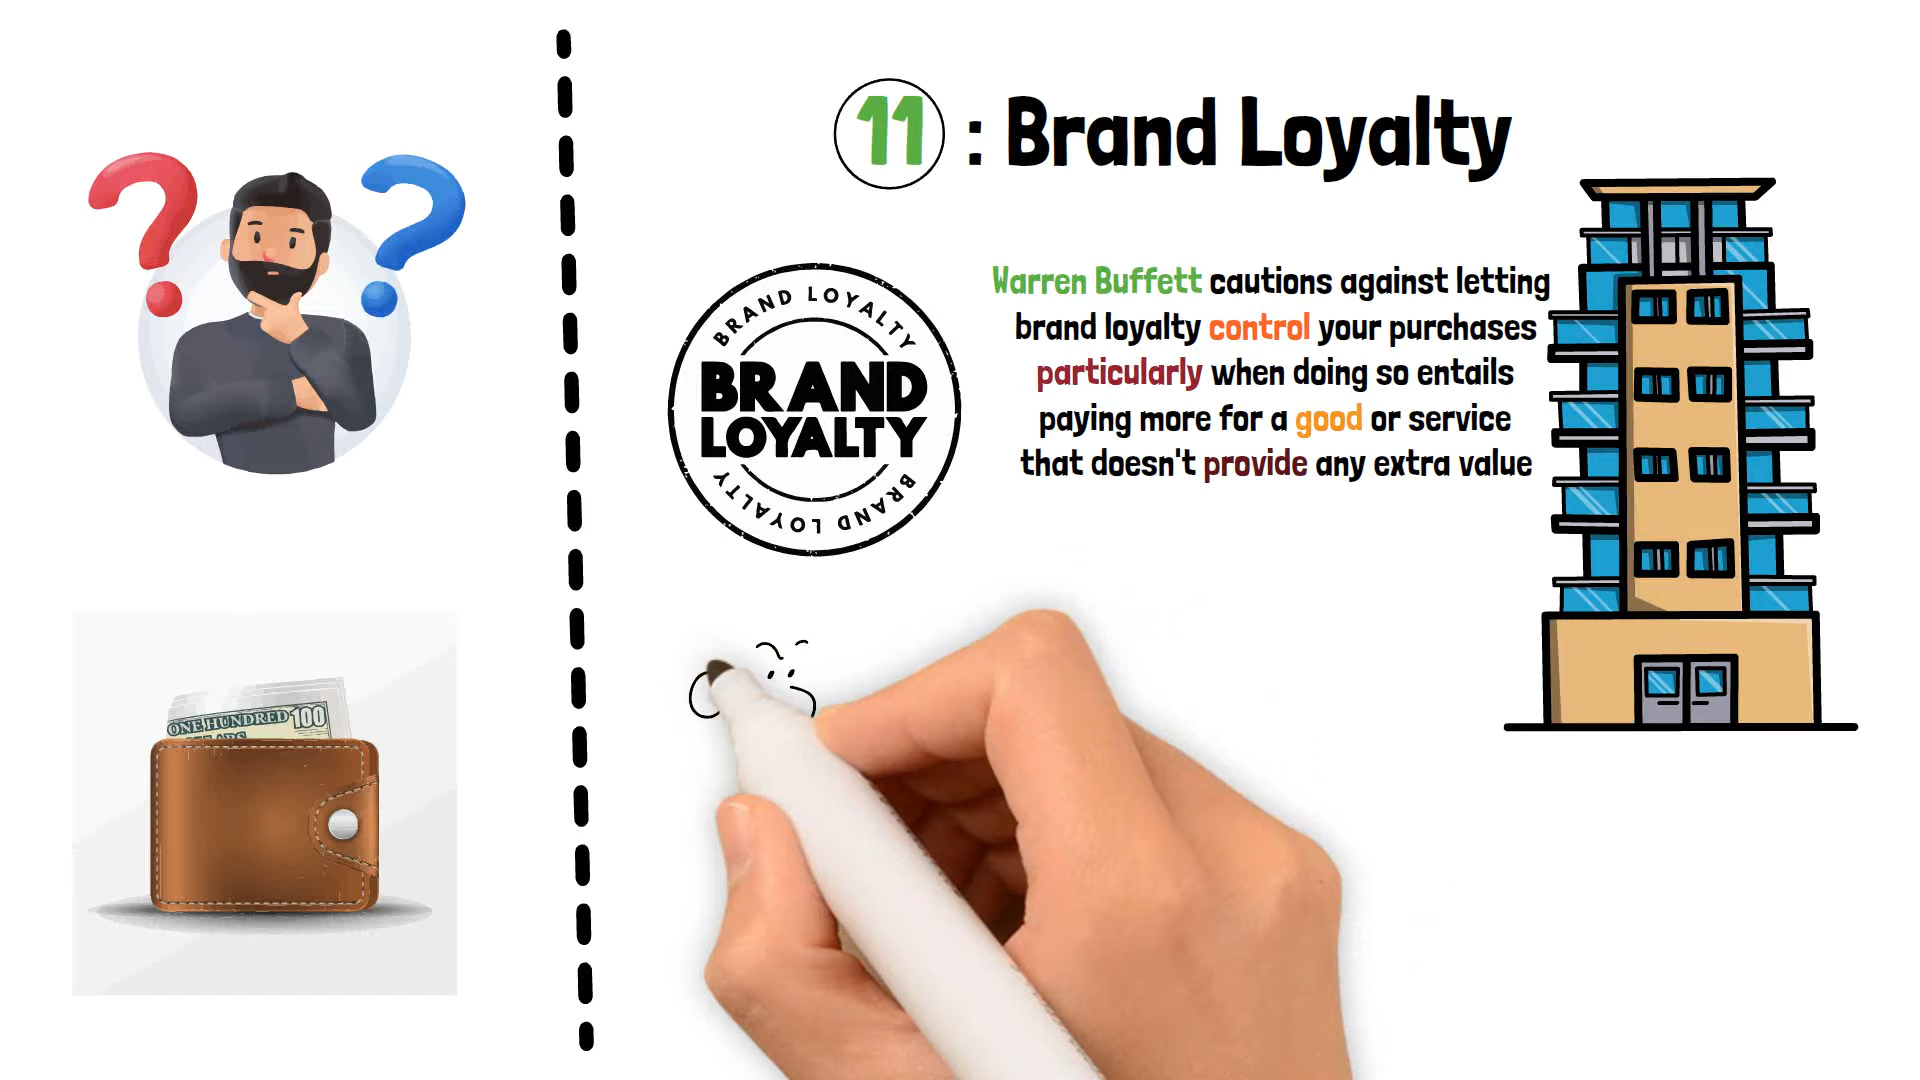 11 : Brand Loyalty
Warren Buffett cautions against letting
brand loyalty control your purchases
particularly when doing so entails
paying more for a good or service
that doesn't provide any extra value
BRAND LOYALTY
BRAND
LOYALTY
BRAND LOYALTY
ONE HUNDRED 100